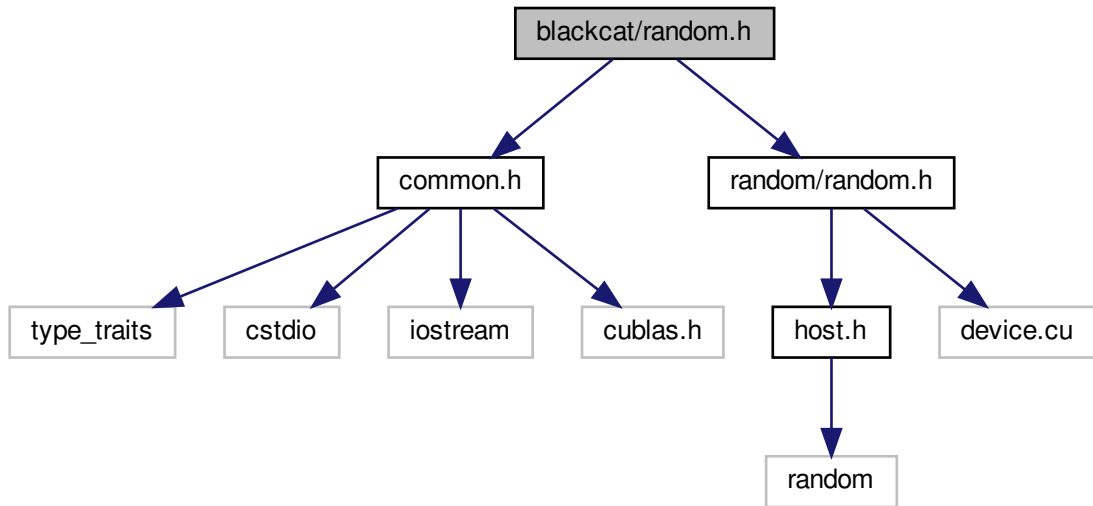 blackcat/random.h
common.h
random/random.h
type_traits
cstdio
iostream
cublas.h
host.h
device.cu
random